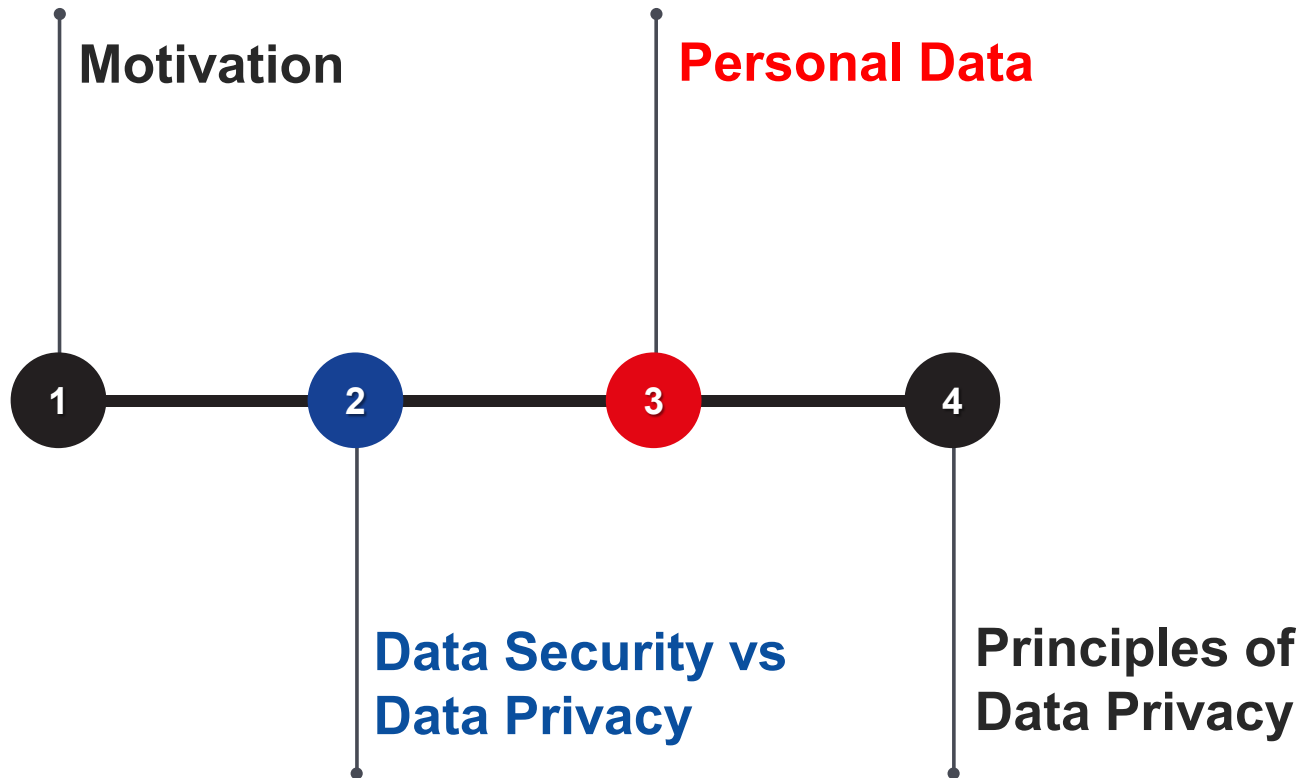 Motivation
Personal Data
1
2
3
4
Data Security vs
Data Privacy
Principles of
Data Privacy